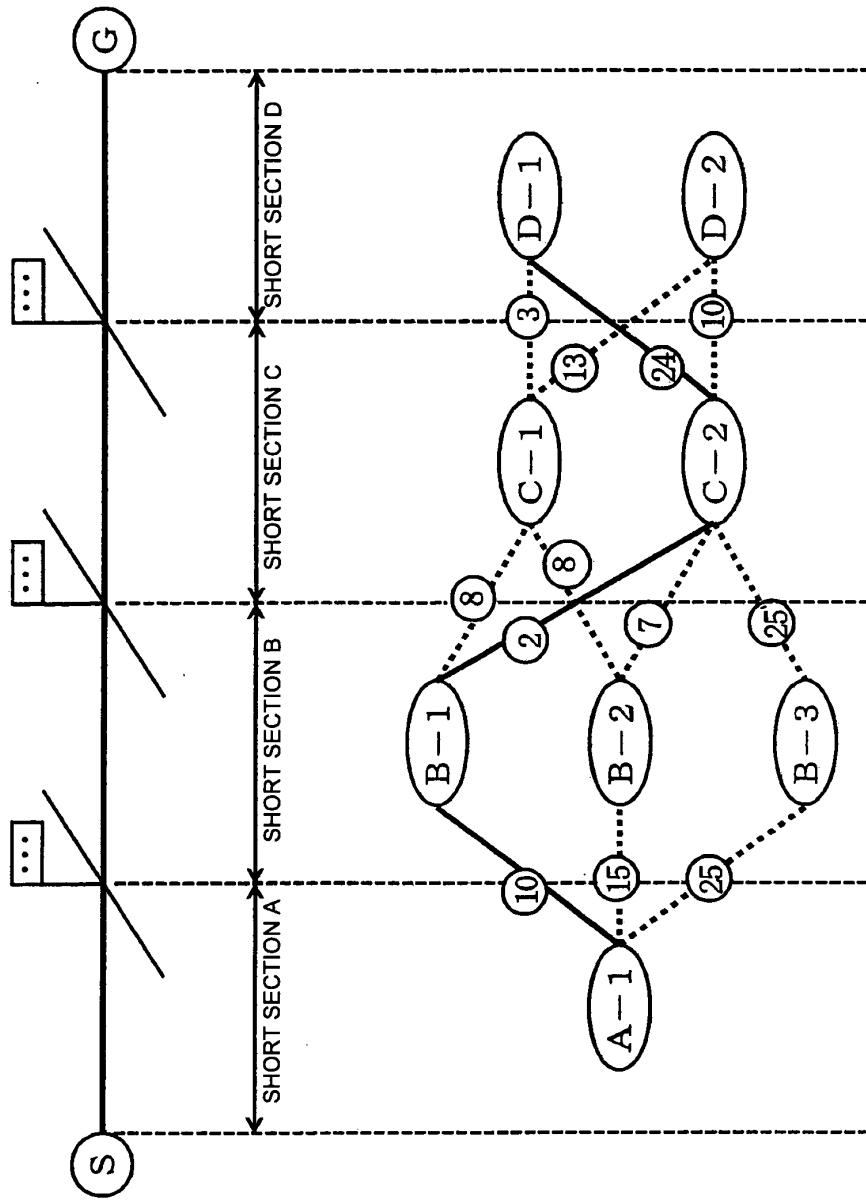 S
G
...
...
...
SHORT SECTION A
SHORT SECTION B
SHORT SECTION C
SHORT SECTION D
A-1
10
15
25
B-1
B-2
B-3
8
2
8
7
25
C-1
C-2
3
13
24
10
D-1
D-2